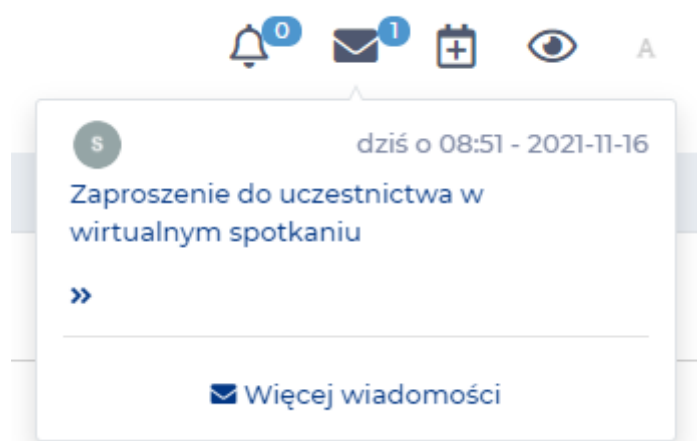 0 1 A
S dziś o 08:51 - 2021-11-16
Zaproszenie do uczestnictwa w
wirtualnym spotkaniu
»
Więcej wiadomości